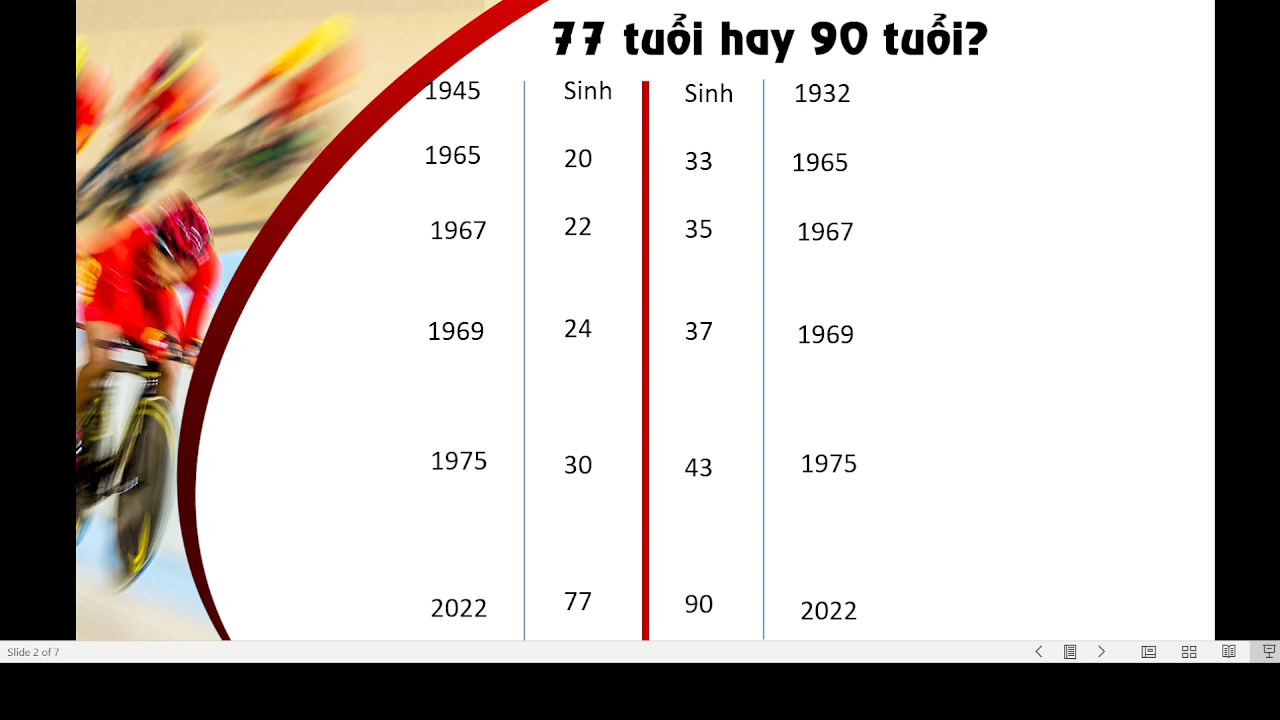 77 tuổi hay 90 tuổi?
1945 Sinh Sinh 1932
1965 20 33 1965
1967 22 35 1967
1969 24 37 1969
1975 30 43 1975
2022 77 90 2022
Slide 2 of 7